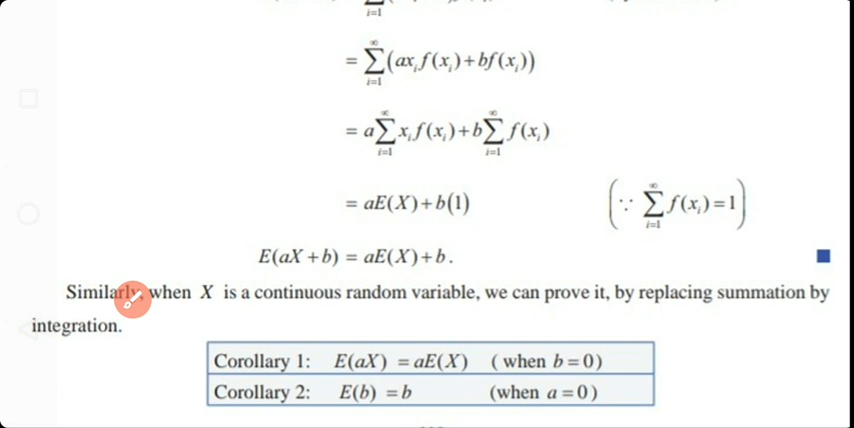 i=1
= ∑_{i=1}^{∞} (ax_i f(x_i) + bf(x_i))
= a∑_{i=1}^{∞} x_i f(x_i) + b∑_{i=1}^{∞} f(x_i)
= aE(X) + b(1) (∵ ∑_{i=1}^{∞} f(x_i) = 1)
E(aX + b) = aE(X) + b.
Similarly, when X is a continuous random variable, we can prove it, by replacing summation by
integration.
Corollary 1: E(aX) = aE(X) ( when b = 0)
Corollary 2: E(b) = b (when a = 0)